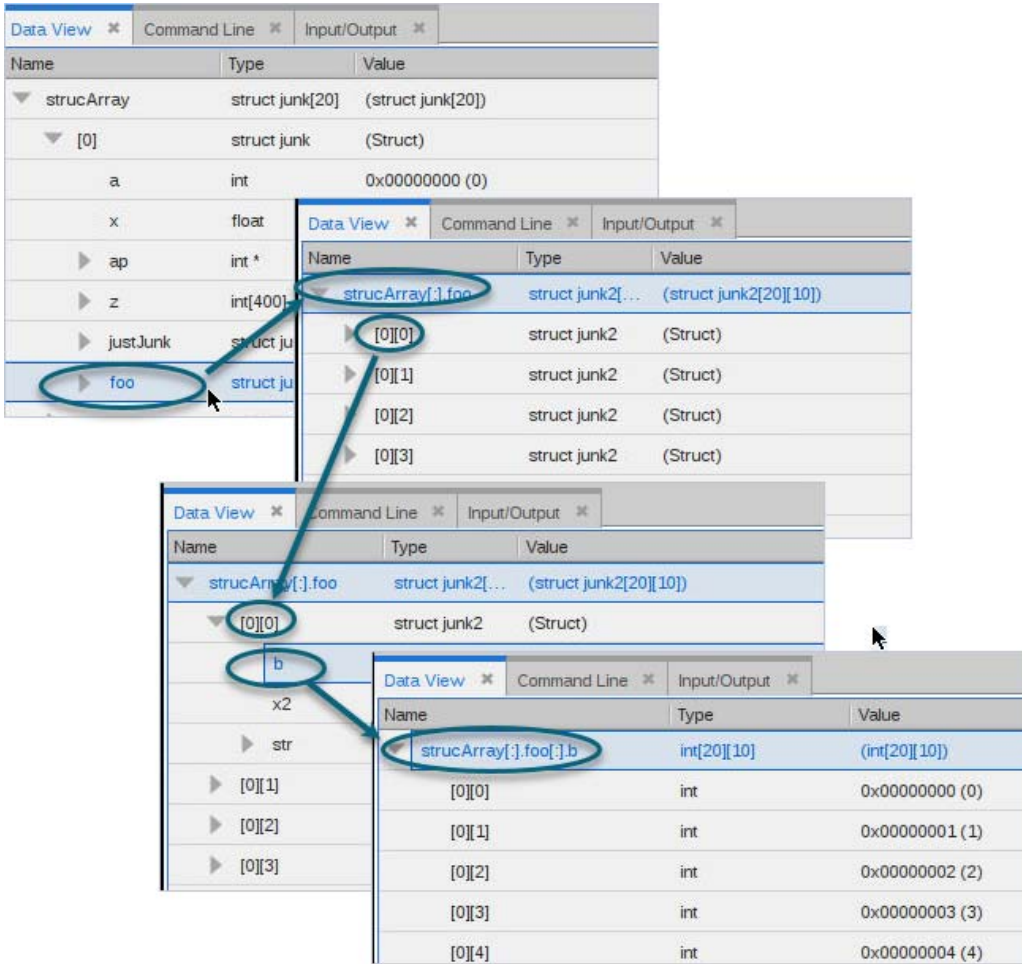 Data View Command Line Input/Output
Name Type Value
strucArray struct junk[20] (struct junk[20])
[0] struct junk (Struct)
a int 0x00000000 (0)
x float
ap int *
z int[400]
justJunk struct ju
foo struct ju
Data View Command Line Input/Output
Name Type Value
strucArray[:].foo struct junk2[... (struct junk2[20][10])
[0][0] struct junk2 (Struct)
[0][1] struct junk2 (Struct)
[0][2] struct junk2 (Struct)
[0][3] struct junk2 (Struct)
Data View Command Line Input/Output
Name Type Value
strucArray[:].foo struct junk2[... (struct junk2[20][10])
[0][0] struct junk2 (Struct)
b
x2
str
[0][1]
[0][2]
[0][3]
Data View Command Line Input/Output
Name Type Value
strucArray[:].foo[:].b int[20][10] (int[20][10])
[0][0] int 0x00000000 (0)
[0][1] int 0x00000001 (1)
[0][2] int 0x00000002 (2)
[0][3] int 0x00000003 (3)
[0][4] int 0x00000004 (4)